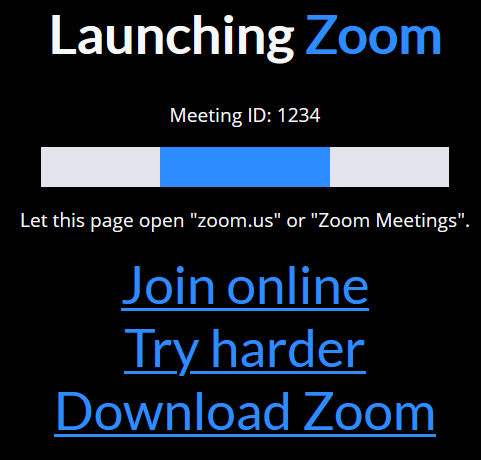 Launching Zoom
Meeting ID: 1234
Let this page open "zoom.us" or "Zoom Meetings".
Join online
Try harder
Download Zoom